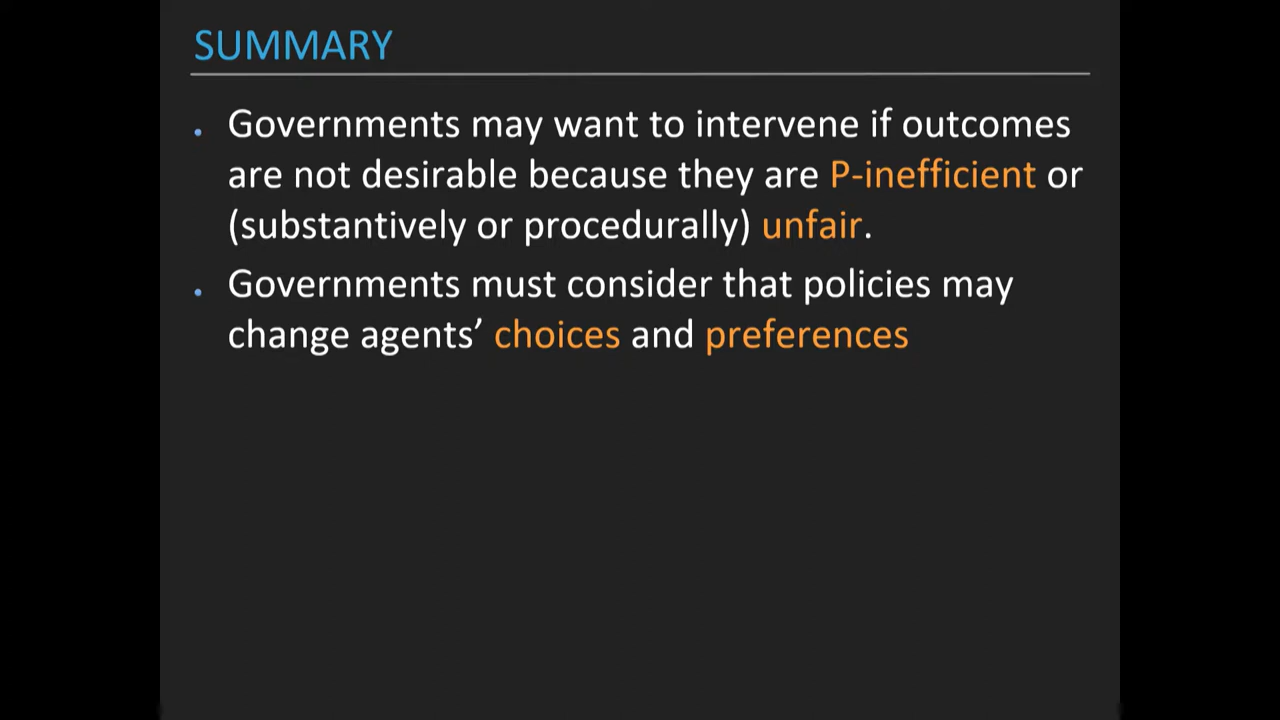 SUMMARY
Governments may want to intervene if outcomes
are not desirable because they are P-inefficient or
(substantively or procedurally) unfair.
Governments must consider that policies may
change agents’ choices and preferences